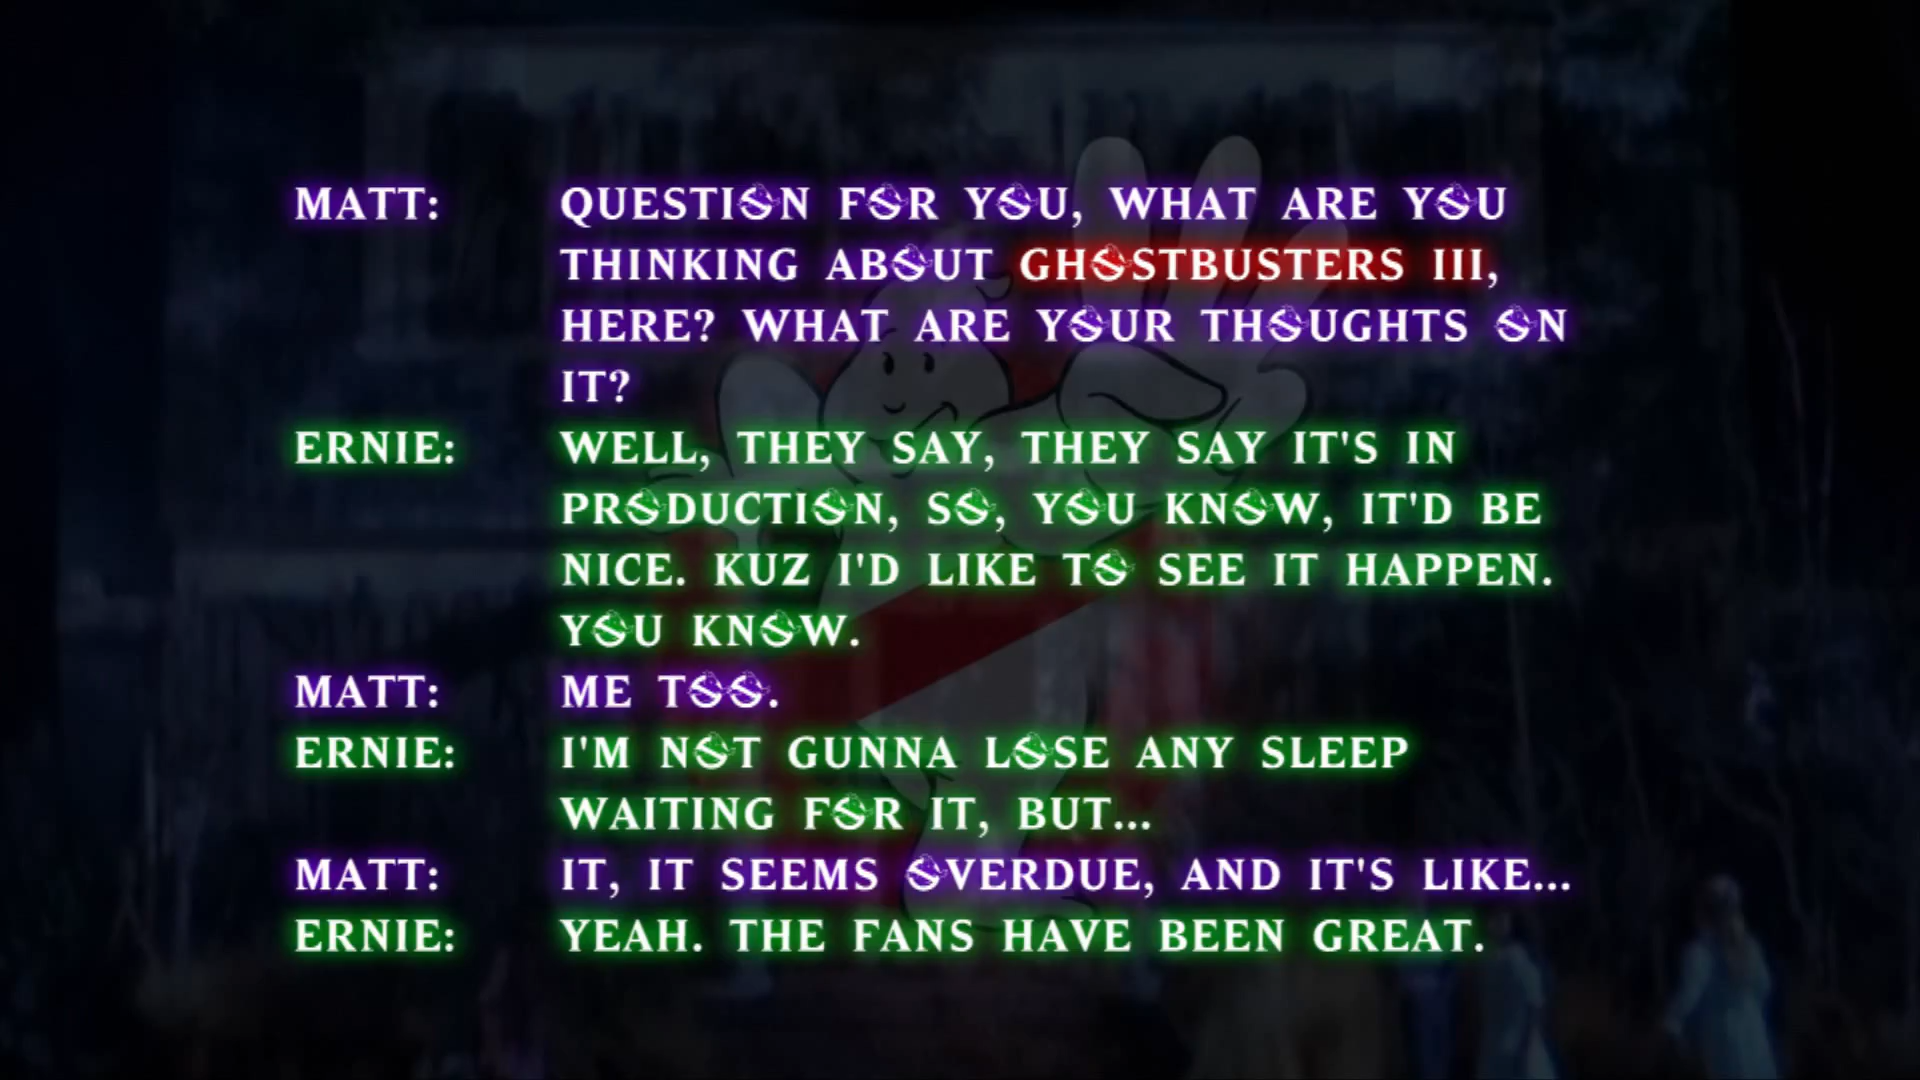 MATT: QUESTION FOR YOU, WHAT ARE YOU
THINKING ABOUT GHOSTBUSTERS III,
HERE? WHAT ARE YOUR THOUGHTS ON
IT?
ERNIE: WELL, THEY SAY, THEY SAY IT'S IN
PRODUCTION, SO, YOU KNOW, IT'D BE
NICE. KUZ I'D LIKE TO SEE IT HAPPEN.
YOU KNOW.
MATT: ME TOO.
ERNIE: I'M NOT GUNNA LOSE ANY SLEEP
WAITING FOR IT, BUT...
MATT: IT, IT SEEMS OVERDUE, AND IT'S LIKE...
ERNIE: YEAH. THE FANS HAVE BEEN GREAT.